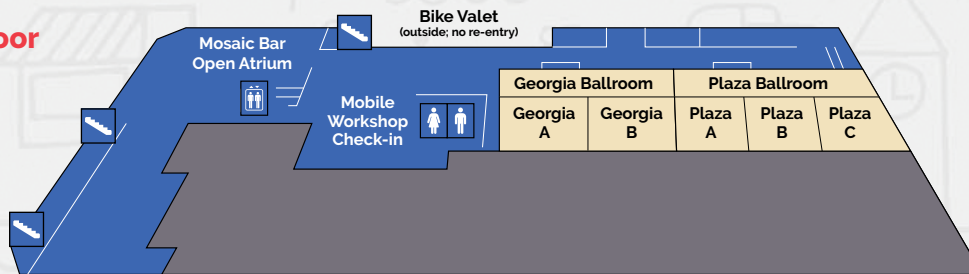 oor
Bike Valet
(outside; no re-entry)
Mosaic Bar
Open Atrium
Mobile
Workshop
Check-in
Georgia Ballroom
Plaza Ballroom
Georgia
A
Georgia
B
Plaza
A
Plaza
B
Plaza
C